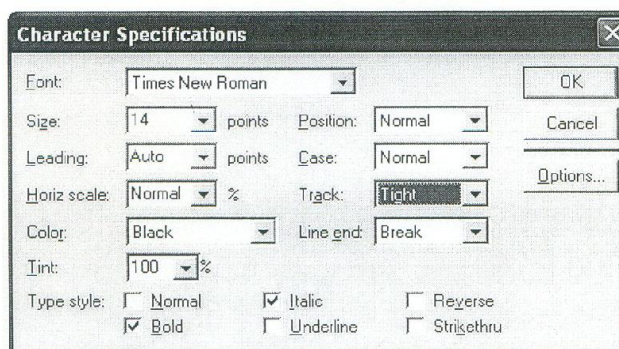 Character Specifications
Font: Times New Roman OK
Size: 14 points Position: Normal Cancel
Leading: Auto points Case: Normal
Options...
Horiz scale: Normal % Track: Tight
Color: Black Line end: Break
Tint: 100 %
Type style: Normal Italic Reverse
Bold Underline Strikethru